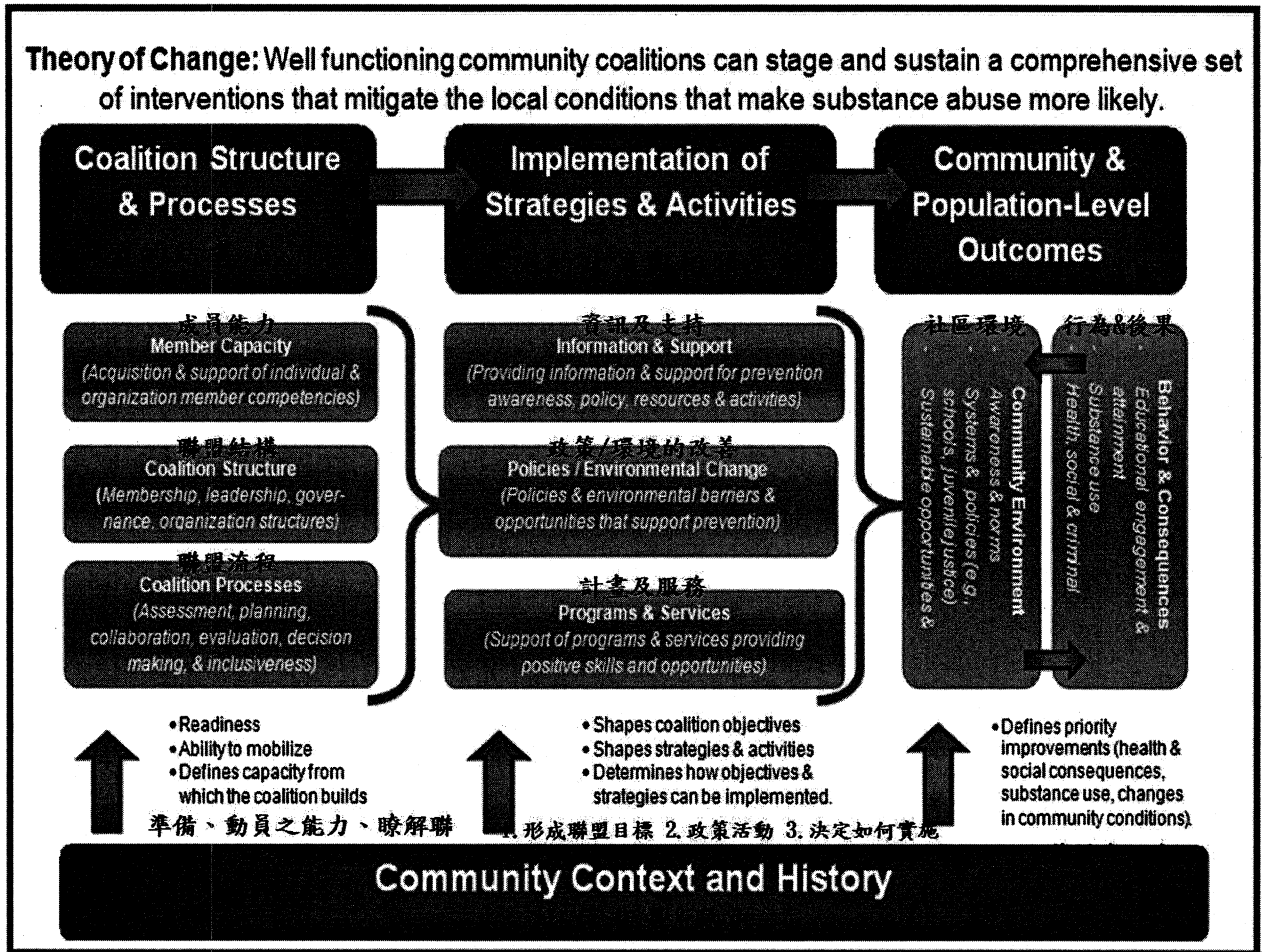 Theory of Change: Well functioning community coalitions can stage and sustain a comprehensive set
of interventions that mitigate the local conditions that make substance abuse more likely.
Coalition Structure
& Processes
Implementation of
Strategies & Activities
Community &
Population-Level
Outcomes
成員能力
Member Capacity
(Acquisition & support of individual &
organization member competencies)
聯盟結構
Coalition Structure
(Membership, leadership, gover-
nance, organization structures)
聯盟流程
Coalition Processes
(Assessment, planning,
collaboration, evaluation, decision
making, & inclusiveness)
資訊及支持
Information & Support
(Providing information & support for prevention
awareness, policy, resources & activities)
政策/環境的改善
Policies / Environmental Change
(Policies & environmental barriers &
opportunities that support prevention)
計畫及服務
Programs & Services
(Support of programs & services providing
positive skills and opportunities)
社區環境
Community Environment
Awareness & norms
Systems & policies (e.g.,
schools, juvenile justice)
Sustainable opportunities &
行為&後果
Behavior & Consequences
Educational engagement &
attainment
Substance use
Health, social & criminal
• Readiness
• Ability to mobilize
• Defines capacity from
which the coalition builds
準備、動員之能力、瞭解聯
• Shapes coalition objectives
• Shapes strategies & activities
• Determines how objectives &
strategies can be implemented.
1. 形成聯盟目標 2. 政策活動 3. 決定如何實施
• Defines priority
improvements (health &
social consequences,
substance use, changes
in community conditions).
Community Context and History